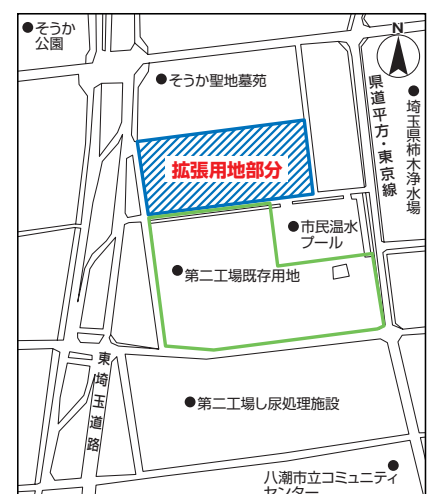 ●そうか
公園
N
●そうか聖地墓苑
県道平方・東京線
●埼玉県柿木浄水場
拡張用地部分
●市民温水
プール
●第二工場既存用地
東埼玉道路
●第二工場し尿処理施設
八潮市立コミュニティ
センター